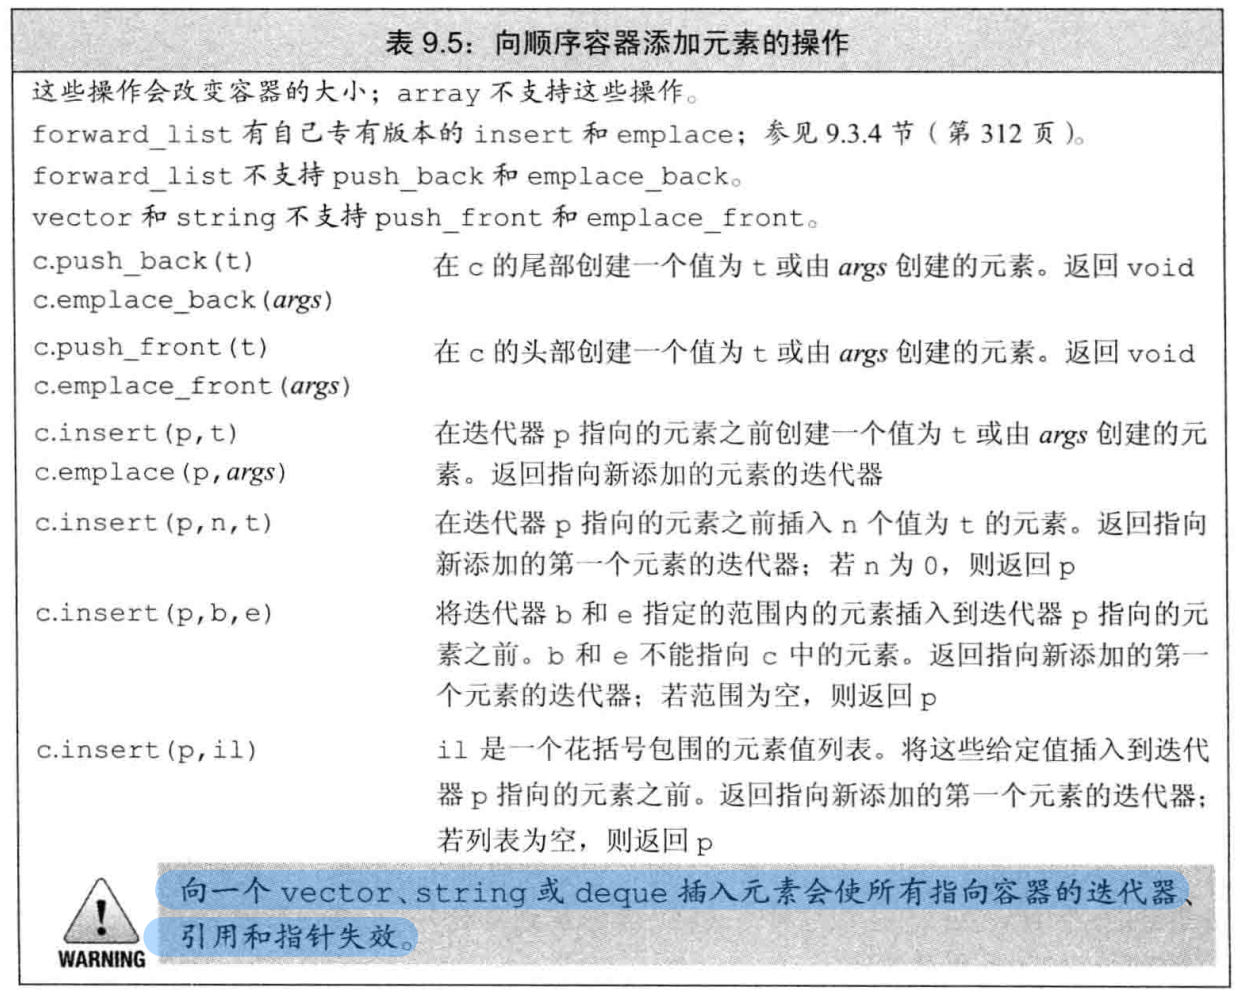 表 9.5：向顺序容器添加元素的操作
这些操作会改变容器的大小；array 不支持这些操作。
forward_list 有自己专有版本的 insert 和 emplace；参见 9.3.4 节（第 312 页）。
forward_list 不支持 push_back 和 emplace_back。
vector 和 string 不支持 push_front 和 emplace_front。
c.push_back(t)
c.emplace_back(args)
在 c 的尾部创建一个值为 t 或由 args 创建的元素。返回 void
c.push_front(t)
c.emplace_front(args)
在 c 的头部创建一个值为 t 或由 args 创建的元素。返回 void
c.insert(p,t)
c.emplace(p,args)
在迭代器 p 指向的元素之前创建一个值为 t 或由 args 创建的元
素。返回指向新添加的元素的迭代器
c.insert(p,n,t)
在迭代器 p 指向的元素之前插入 n 个值为 t 的元素。返回指向
新添加的第一个元素的迭代器；若 n 为 0，则返回 p
c.insert(p,b,e)
将迭代器 b 和 e 指定的范围内的元素插入到迭代器 p 指向的元
素之前。b 和 e 不能指向 c 中的元素。返回指向新添加的第一
个元素的迭代器；若范围为空，则返回 p
c.insert(p,il)
il 是一个花括号包围的元素值列表。将这些给定值插入到迭代
器 p 指向的元素之前。返回指向新添加的第一个元素的迭代器；
若列表为空，则返回 p
WARNING
向一个 vector、string 或 deque 插入元素会使所有指向容器的迭代器、
引用和指针失效。